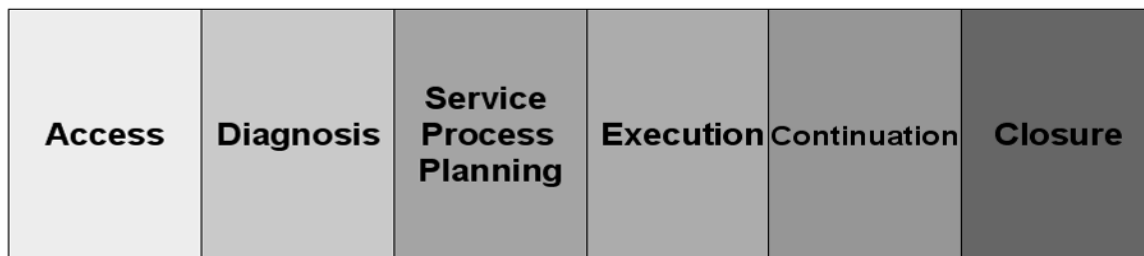 Access
Diagnosis
Service
Process
Planning
Execution
Continuation
Closure